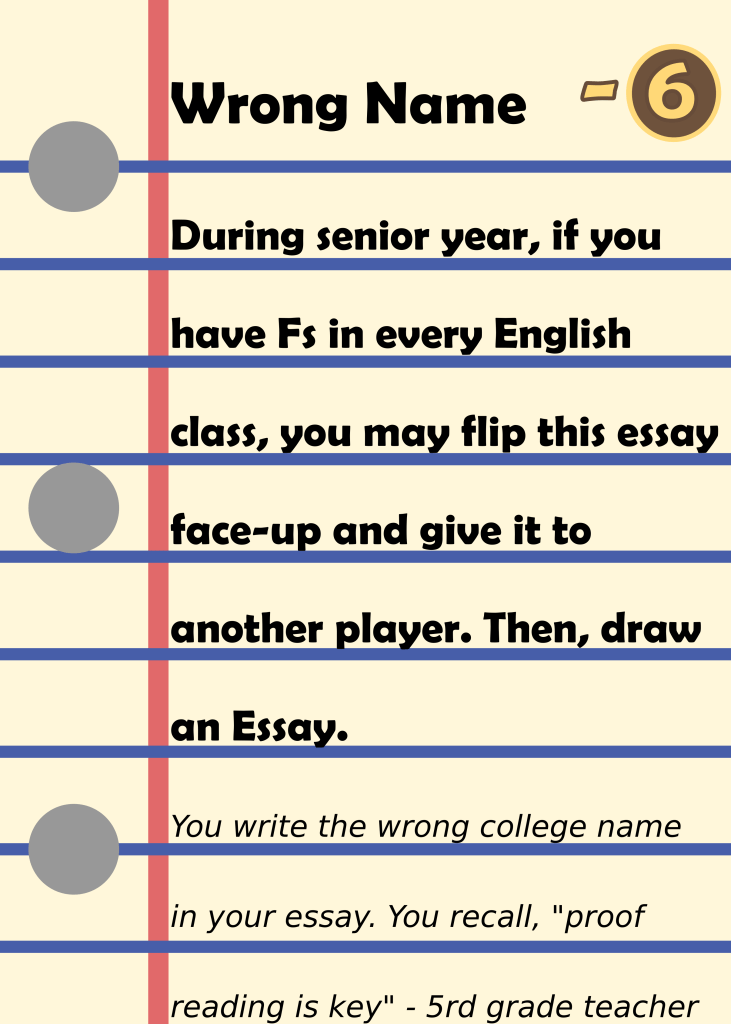 Wrong Name -6
During senior year, if you
have Fs in every English
class, you may flip this essay
face-up and give it to
another player. Then, draw
an Essay.
You write the wrong college name
in your essay. You recall, "proof
reading is key" - 5rd grade teacher